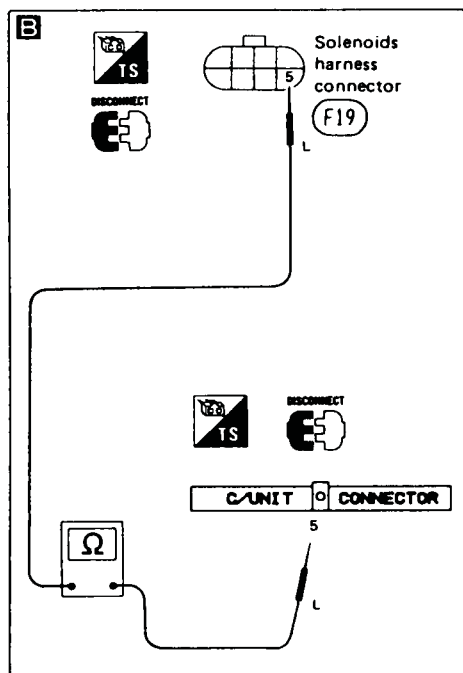 B
TS
DISCONNECT
5
Solenoids
harness
connector
F19
L
TS
DISCONNECT
C/UNIT CONNECTOR
5
Ω
L